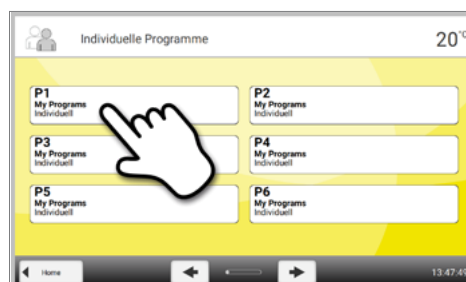 Individuelle Programme
20°C
P1
My Programs
Individuell
P2
My Programs
Individuell
P3
My Programs
Individuell
P4
My Programs
Individuell
P5
My Programs
Individuell
P6
My Programs
Individuell
Home
13:47:49